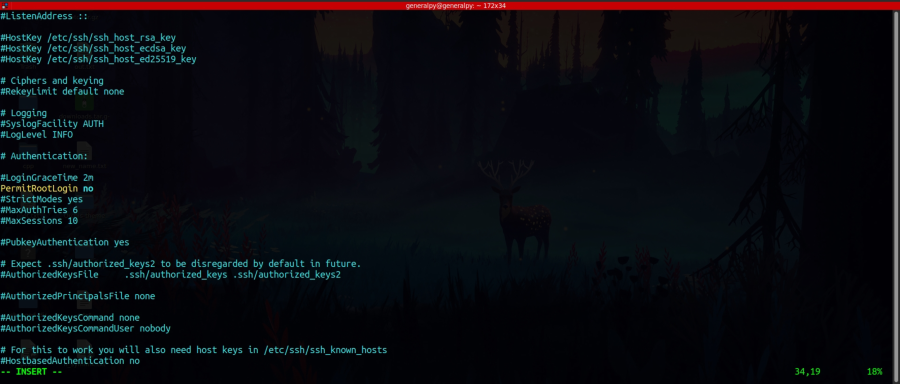 generalpy@generalpy: ~ 172x34
#ListenAddress ::
#HostKey /etc/ssh/ssh_host_rsa_key
#HostKey /etc/ssh/ssh_host_ecdsa_key
#HostKey /etc/ssh/ssh_host_ed25519_key
# Ciphers and keying
#RekeyLimit default none
# Logging
#SyslogFacility AUTH
#LogLevel INFO
# Authentication:
#LoginGraceTime 2m
PermitRootLogin no
#StrictModes yes
#MaxAuthTries 6
#MaxSessions 10
#PubkeyAuthentication yes
# Expect .ssh/authorized_keys2 to be disregarded by default in future.
#AuthorizedKeysFile     .ssh/authorized_keys .ssh/authorized_keys2
#AuthorizedPrincipalsFile none
#AuthorizedKeysCommand none
#AuthorizedKeysCommandUser nobody
# For this to work you will also need host keys in /etc/ssh/ssh_known_hosts
#HostbasedAuthentication no
-- INSERT -- 34,19 18%